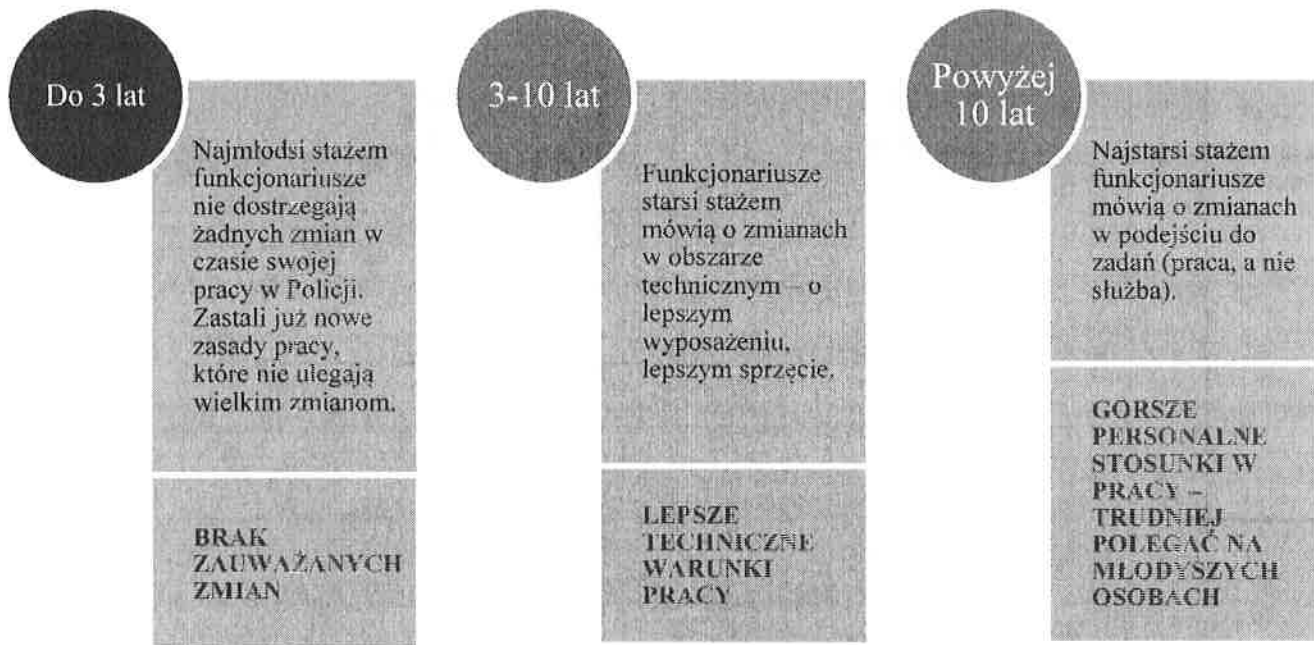 Do 3 lat
Najmłodsi stażem
funkcjonariusze
nie dostrzegają
żadnych zmian w
czasie swojej
pracy w Policji.
Zastali już nowe
zasady pracy,
które nie ulegają
wielkim zmianom.
BRAK
ZAUWAŻANYCH
ZMIAN
3-10 lat
Funkcjonariusze
starsi stażem
mówią o zmianach
w obszarze
technicznym – o
lepszym
wyposażeniu,
lepszym sprzęcie.
LEPSZE
TECHNICZNE
WARUNKI
PRACY
Powyżej
10 lat
Najstarsi stażem
funkcjonariusze
mówią o zmianach
w podejściu do
zadań (praca, a nie
służba).
GORSZE
PERSONALNE
STOSUNKI W
PRACY –
TRUDNIEJ
POLEGAĆ NA
MŁODYSZYCH
OSOBACH